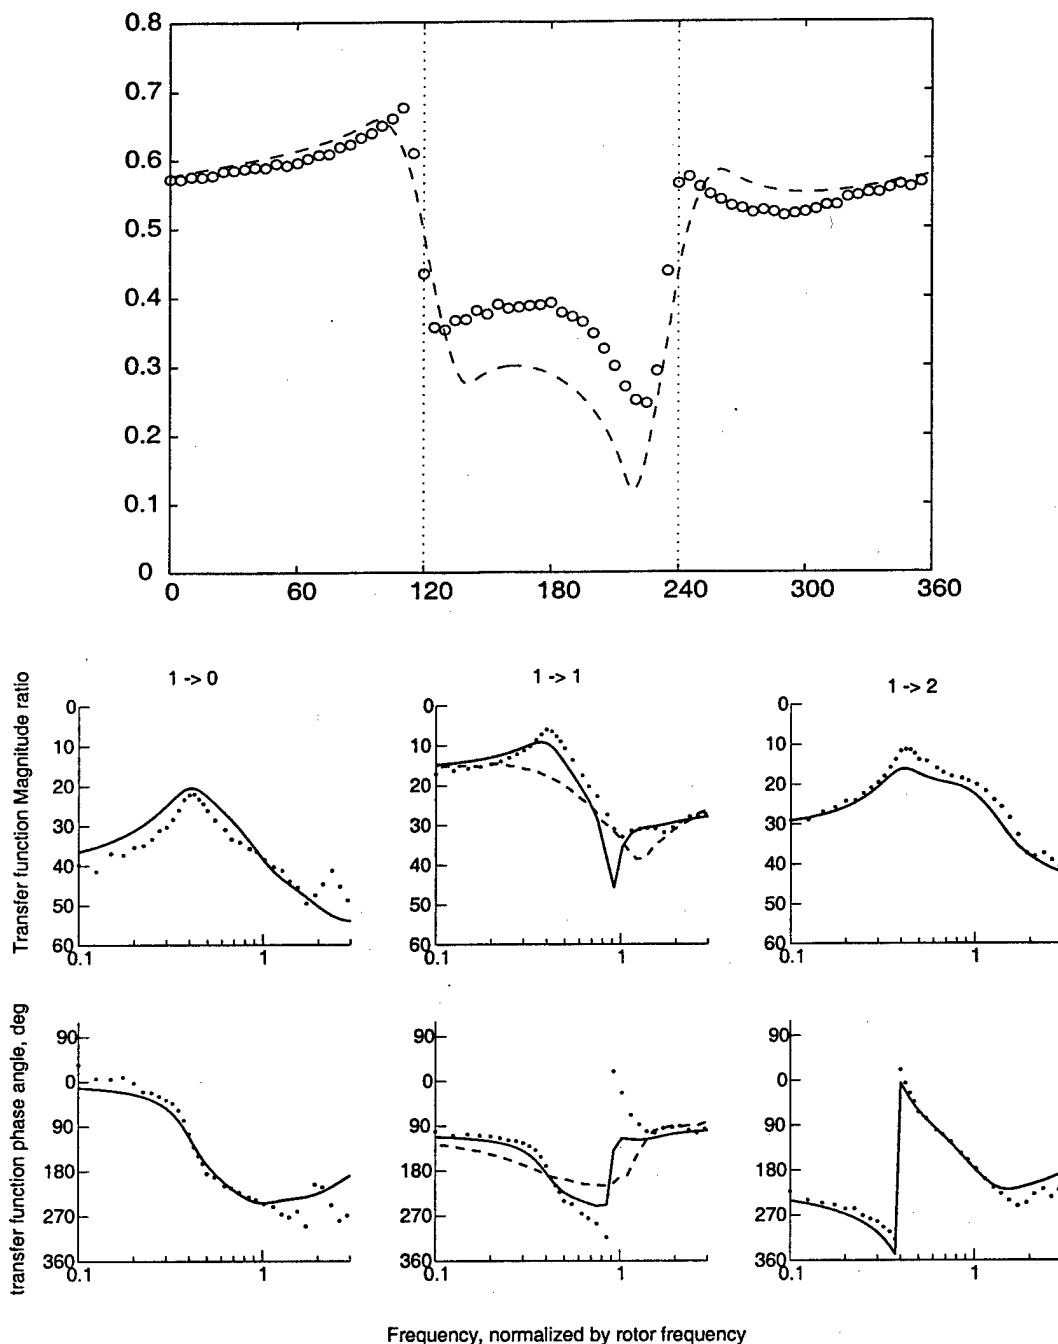 0.8
0.7
0.6
0.5
0.4
0.3
0.2
0.1
0
0 60 120 180 240 300 360
1 -> 0 1 -> 1 1 -> 2
Transfer function Magnitude ratio
0 0 0
10 10 10
20 20 20
30 30 30
40 40 40
50 50 50
60 60 60
0.1 1 0.1 1 0.1 1
transfer function phase angle, deg
90 90 90
0 0 0
90 90 90
180 180 180
270 270 270
360 360 360
0.1 1 0.1 1 0.1 1
Frequency, normalized by rotor frequency